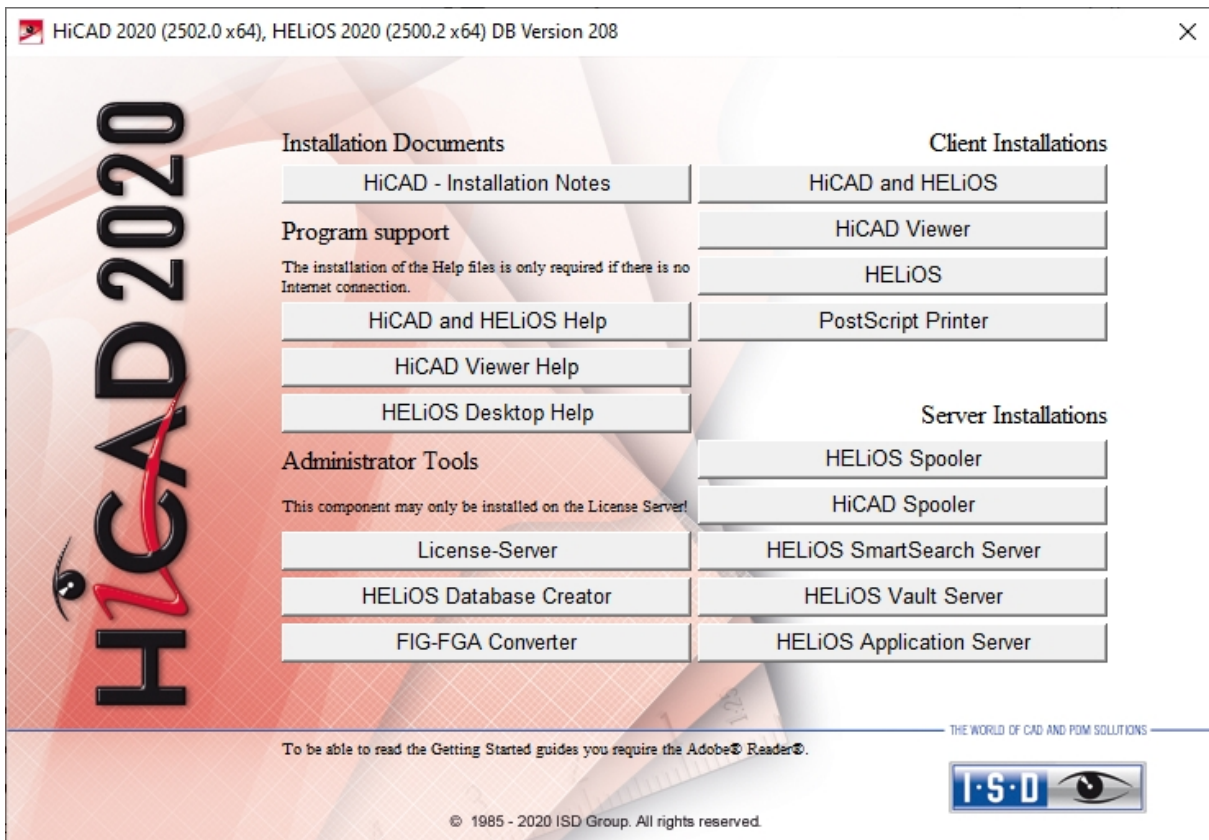 HiCAD 2020 (2502.0 x64), HELiOS 2020 (2500.2 x64) DB Version 208
HiCAD 2020
Installation Documents
HiCAD - Installation Notes
Program support
The installation of the Help files is only required if there is no
Internet connection.
HiCAD and HELiOS Help
HiCAD Viewer Help
HELiOS Desktop Help
Administrator Tools
This component may only be installed on the License Server!
License-Server
HELiOS Database Creator
FIG-FGA Converter
Client Installations
HiCAD and HELiOS
HiCAD Viewer
HELiOS
PostScript Printer
Server Installations
HELiOS Spooler
HiCAD Spooler
HELiOS SmartSearch Server
HELiOS Vault Server
HELiOS Application Server
1:25
THE WORLD OF CAD AND PDM SOLUTIONS
To be able to read the Getting Started guides you require the Adobe® Reader®.
I·S·D
© 1985 - 2020 ISD Group. All rights reserved.